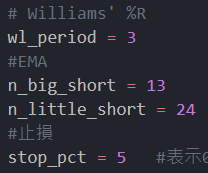 # Williams' %R
wl_period = 3
#EMA
n_big_short = 13
n_little_short = 24
#止損
stop_pct = 5 #表示